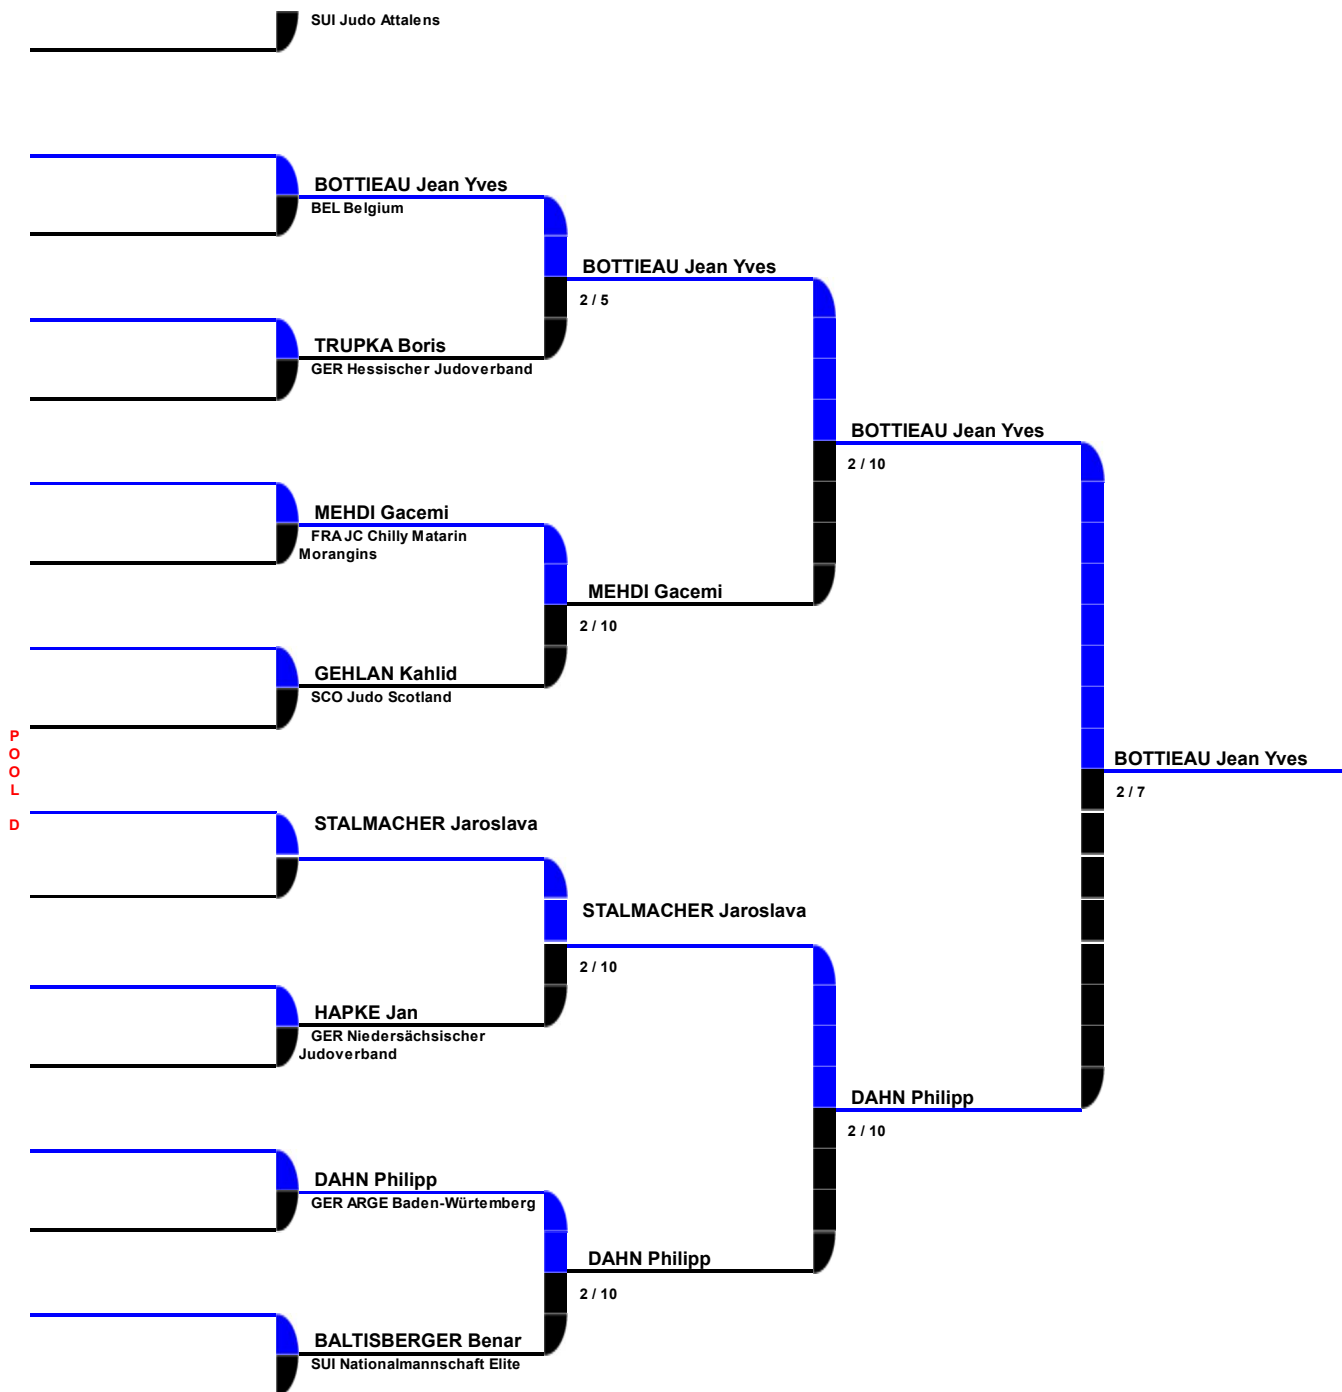 SUI Judo Attalens
BOTTIEAU Jean Yves
BEL Belgium
BOTTIEAU Jean Yves
2 / 5
TRUPKA Boris
GER Hessischer Judoverband
BOTTIEAU Jean Yves
2 / 10
MEHDI Gacemi
FRA JC Chilly Matarin
Morangins
MEHDI Gacemi
2 / 10
GEHLAN Kahlid
SCO Judo Scotland
P
O
O
L
D
BOTTIEAU Jean Yves
2 / 7
STALMACHER Jaroslava
STALMACHER Jaroslava
2 / 10
HAPKE Jan
GER Niedersächsischer
Judoverband
DAHN Philipp
2 / 10
DAHN Philipp
GER ARGE Baden-Würtemberg
DAHN Philipp
2 / 10
BALTISBERGER Benar
SUI Nationalmannschaft Elite